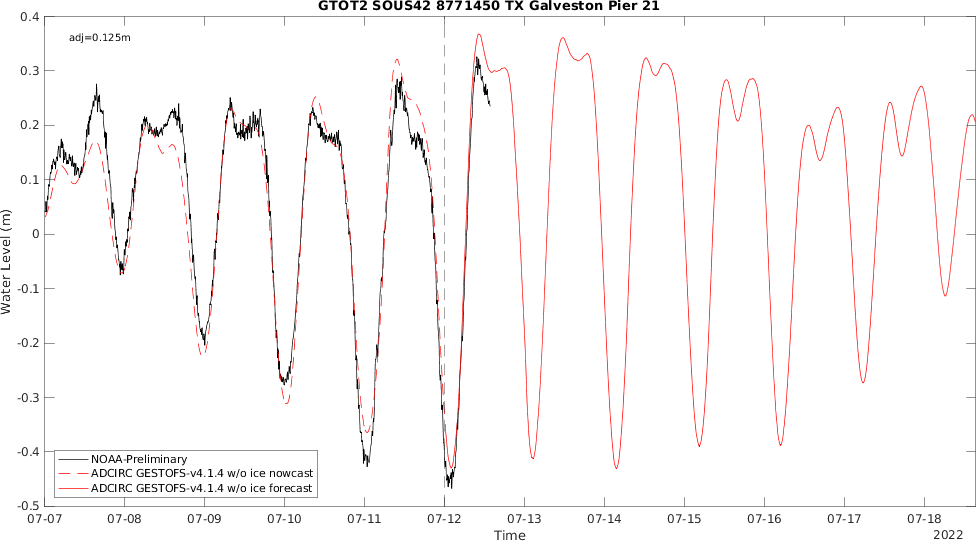 GTOT2 SOUS42 8771450 TX Galveston Pier 21
adj=0.125m
0.4
0.3
0.2
0.1
0
-0.1
-0.2
-0.3
-0.4
-0.5
Water Level (m)
NOAA-Preliminary
ADCIRC GESTOFS-v4.1.4 w/o ice nowcast
ADCIRC GESTOFS-v4.1.4 w/o ice forecast
07-07 07-08 07-09 07-10 07-11 07-12 07-13 07-14 07-15 07-16 07-17 07-18
Time
2022